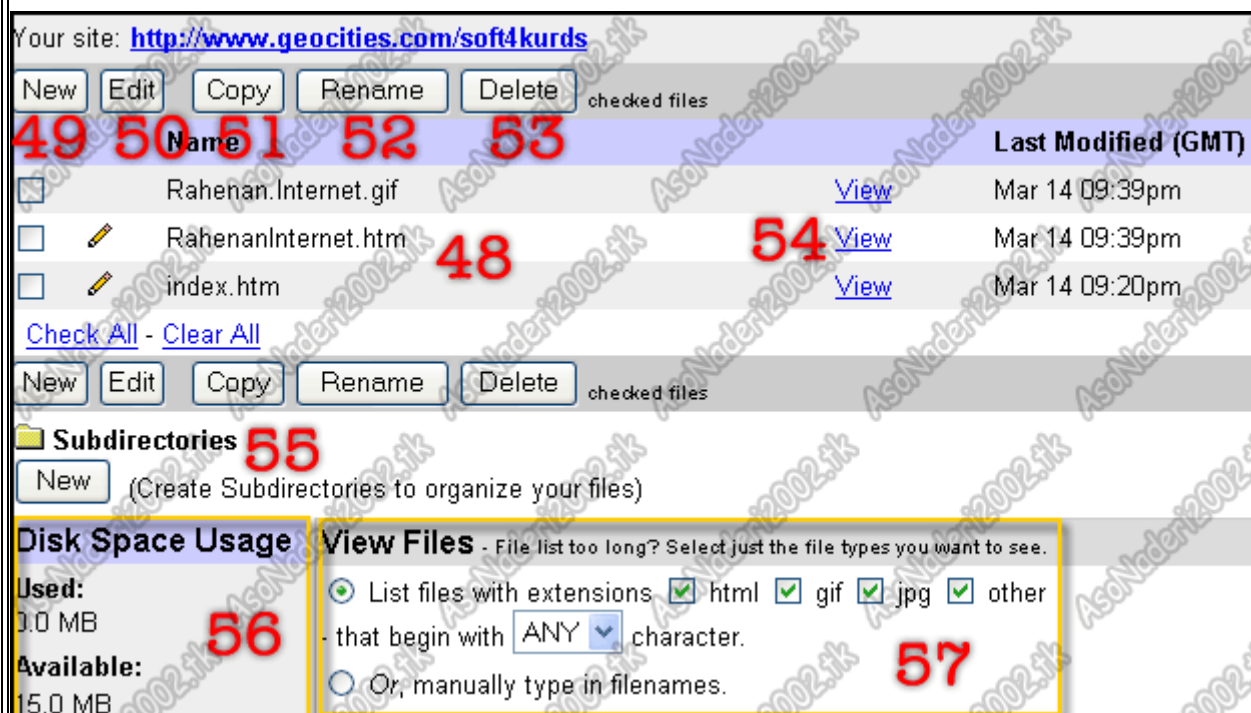 Your site: http://www.geocities.com/soft4kurds
New Edit Copy Rename Delete checked files
49 50 51 52 53
Name Last Modified (GMT)
Rahenan.Internet.gif View Mar 14 09:39pm
RahenanInternet.htm 48 54 View Mar 14 09:39pm
index.htm View Mar 14 09:20pm
Check All - Clear All
New Edit Copy Rename Delete checked files
Subdirectories 55
New (Create Subdirectories to organize your files)
Disk Space Usage
Used:
0.0 MB
56
Available:
15.0 MB
View Files - File list too long? Select just the file types you want to see.
List files with extensions html gif jpg other
- that begin with ANY character.
57
Or, manually type in filenames.
AsoNaderi2002.tk